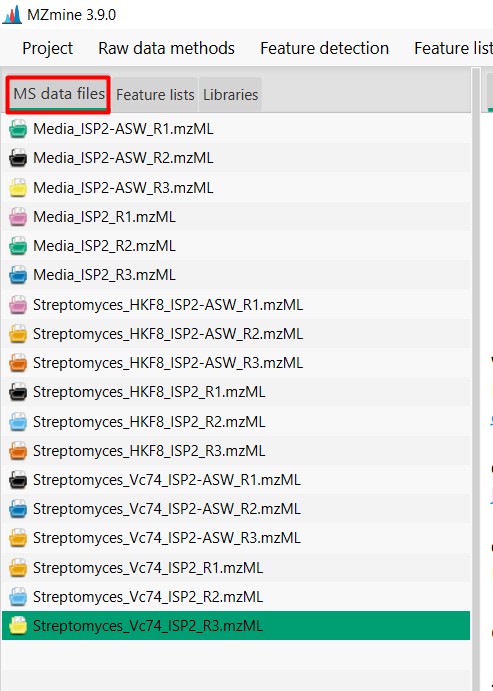 MZmine 3.9.0
Project Raw data methods Feature detection Feature list
MS data files Feature lists Libraries
Media_ISP2-ASW_R1.mzML
Media_ISP2-ASW_R2.mzML
Media_ISP2-ASW_R3.mzML
Media_ISP2_R1.mzML
Media_ISP2_R2.mzML
Media_ISP2_R3.mzML
Streptomyces_HKF8_ISP2-ASW_R1.mzML
Streptomyces_HKF8_ISP2-ASW_R2.mzML
Streptomyces_HKF8_ISP2-ASW_R3.mzML
Streptomyces_HKF8_ISP2_R1.mzML
Streptomyces_HKF8_ISP2_R2.mzML
Streptomyces_HKF8_ISP2_R3.mzML
Streptomyces_Vc74_ISP2-ASW_R1.mzML
Streptomyces_Vc74_ISP2-ASW_R2.mzML
Streptomyces_Vc74_ISP2-ASW_R3.mzML
Streptomyces_Vc74_ISP2_R1.mzML
Streptomyces_Vc74_ISP2_R2.mzML
Streptomyces_Vc74_ISP2_R3.mzML